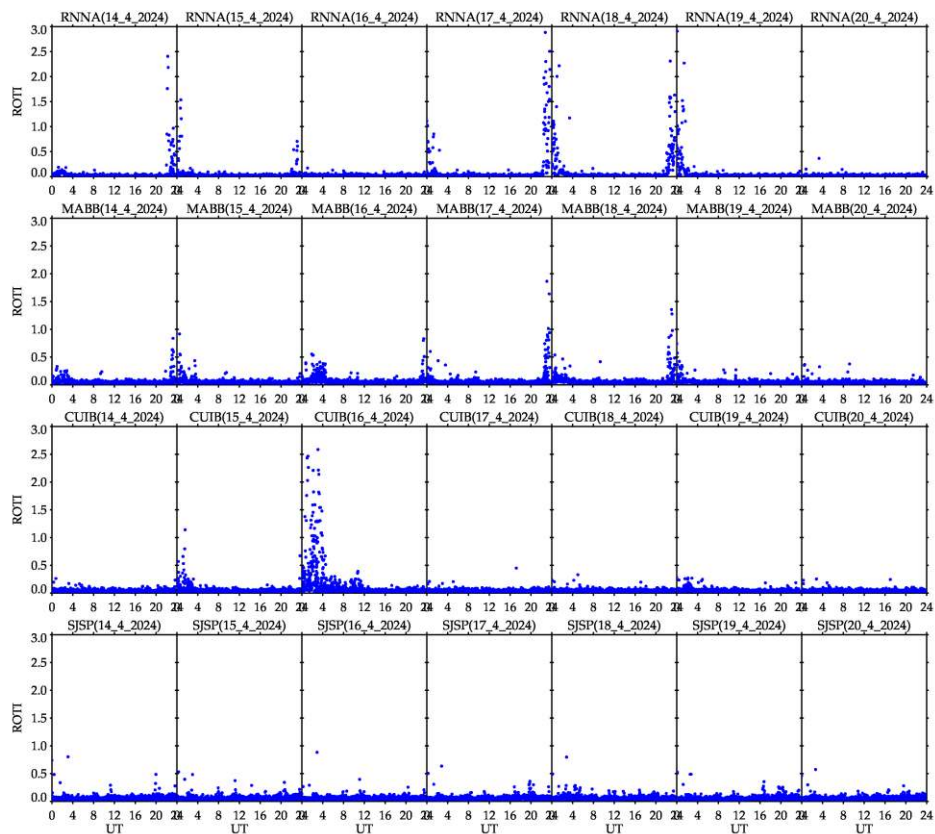 RNNA(14_4_2024) RNNA(15_4_2024) RNNA(16_4_2024) RNNA(17_4_2024) RNNA(18_4_2024) RNNA(19_4_2024) RNNA(20_4_2024)
3.0
2.5
2.0
ROTI
1.5
1.0
0.5
0.0
0 4 8 12 16 20 24 4 8 12 16 20 24 4 8 12 16 20 24 4 8 12 16 20 24 4 8 12 16 20 24 4 8 12 16 20 24 4 8 12 16 20 24
MABB(14_4_2024) MABB(15_4_2024) MABB(16_4_2024) MABB(17_4_2024) MABB(18_4_2024) MABB(19_4_2024) MABB(20_4_2024)
3.0
2.5
2.0
ROTI
1.5
1.0
0.5
0.0
0 4 8 12 16 20 24 4 8 12 16 20 24 4 8 12 16 20 24 4 8 12 16 20 24 4 8 12 16 20 24 4 8 12 16 20 24 4 8 12 16 20 24
CUIB(14_4_2024) CUIB(15_4_2024) CUIB(16_4_2024) CUIB(17_4_2024) CUIB(18_4_2024) CUIB(19_4_2024) CUIB(20_4_2024)
3.0
2.5
2.0
ROTI
1.5
1.0
0.5
0.0
0 4 8 12 16 20 24 4 8 12 16 20 24 4 8 12 16 20 24 4 8 12 16 20 24 4 8 12 16 20 24 4 8 12 16 20 24 4 8 12 16 20 24
SJSP(14_4_2024) SJSP(15_4_2024) SJSP(16_4_2024) SJSP(17_4_2024) SJSP(18_4_2024) SJSP(19_4_2024) SJSP(20_4_2024)
3.0
2.5
2.0
ROTI
1.5
1.0
0.5
0.0
0 4 8 12 16 20 24 4 8 12 16 20 24 4 8 12 16 20 24 4 8 12 16 20 24 4 8 12 16 20 24 4 8 12 16 20 24 4 8 12 16 20 24
UT UT UT UT UT UT UT